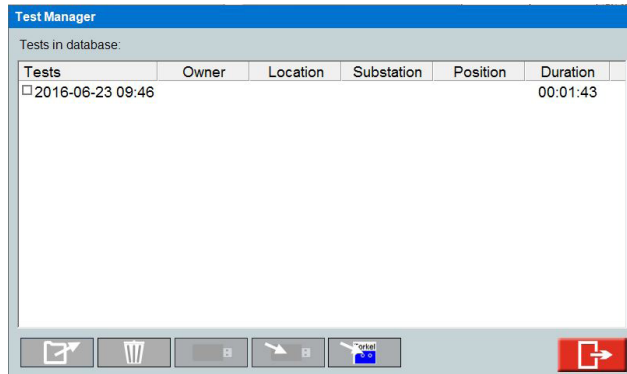 Test Manager
Tests in database:
Tests Owner Location Substation Position Duration
2016-06-23 09:46 00:01:43
Torkel